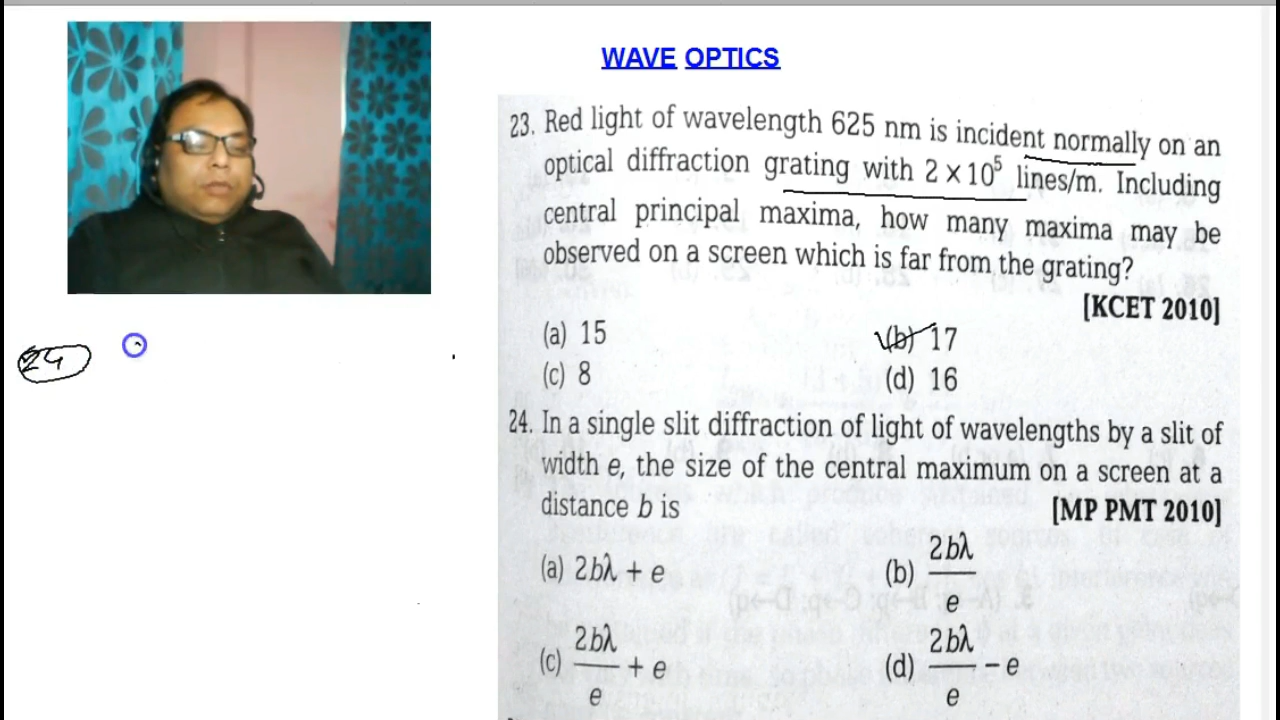 WAVE OPTICS
23. Red light of wavelength 625 nm is incident normally on an
optical diffraction grating with 2 × 10⁵ lines/m. Including
central principal maxima, how many maxima may be
observed on a screen which is far from the grating?
[KCET 2010]
(a) 15 (b) 17
(c) 8 (d) 16
24
24. In a single slit diffraction of light of wavelengths by a slit of
width e, the size of the central maximum on a screen at a
distance b is [MP PMT 2010]
(a) 2bλ + e (b) 2bλ/e
(c) 2bλ/e + e (d) 2bλ/e − e